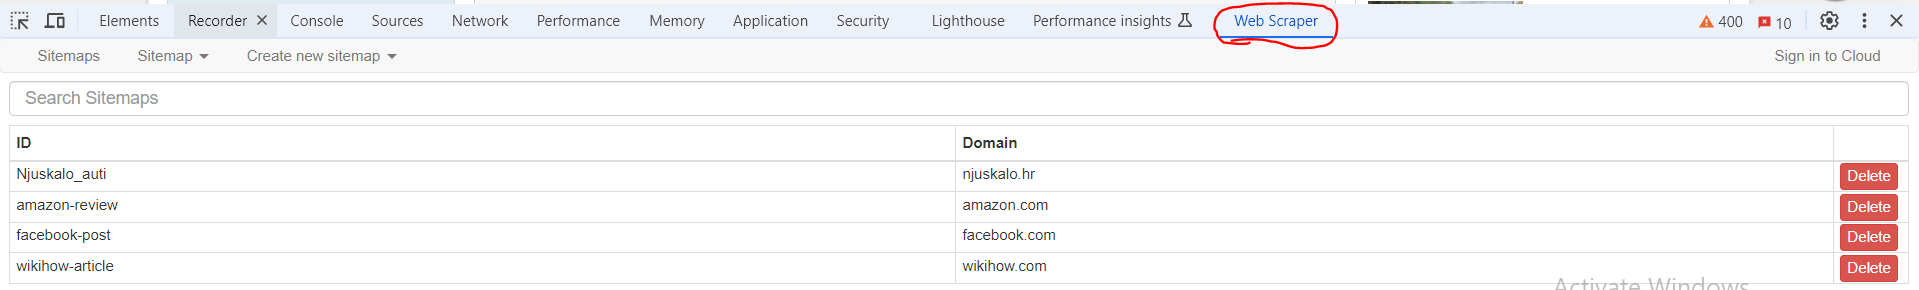 Elements Recorder Console Sources Network Performance Memory Application Security Lighthouse Performance insights Web Scraper 400 10
Sitemaps Sitemap Create new sitemap Sign in to Cloud
Search Sitemaps
ID Domain
Njuskalo_auti njuskalo.hr Delete
amazon-review amazon.com Delete
facebook-post facebook.com Delete
wikihow-article wikihow.com Delete
Activate Windows